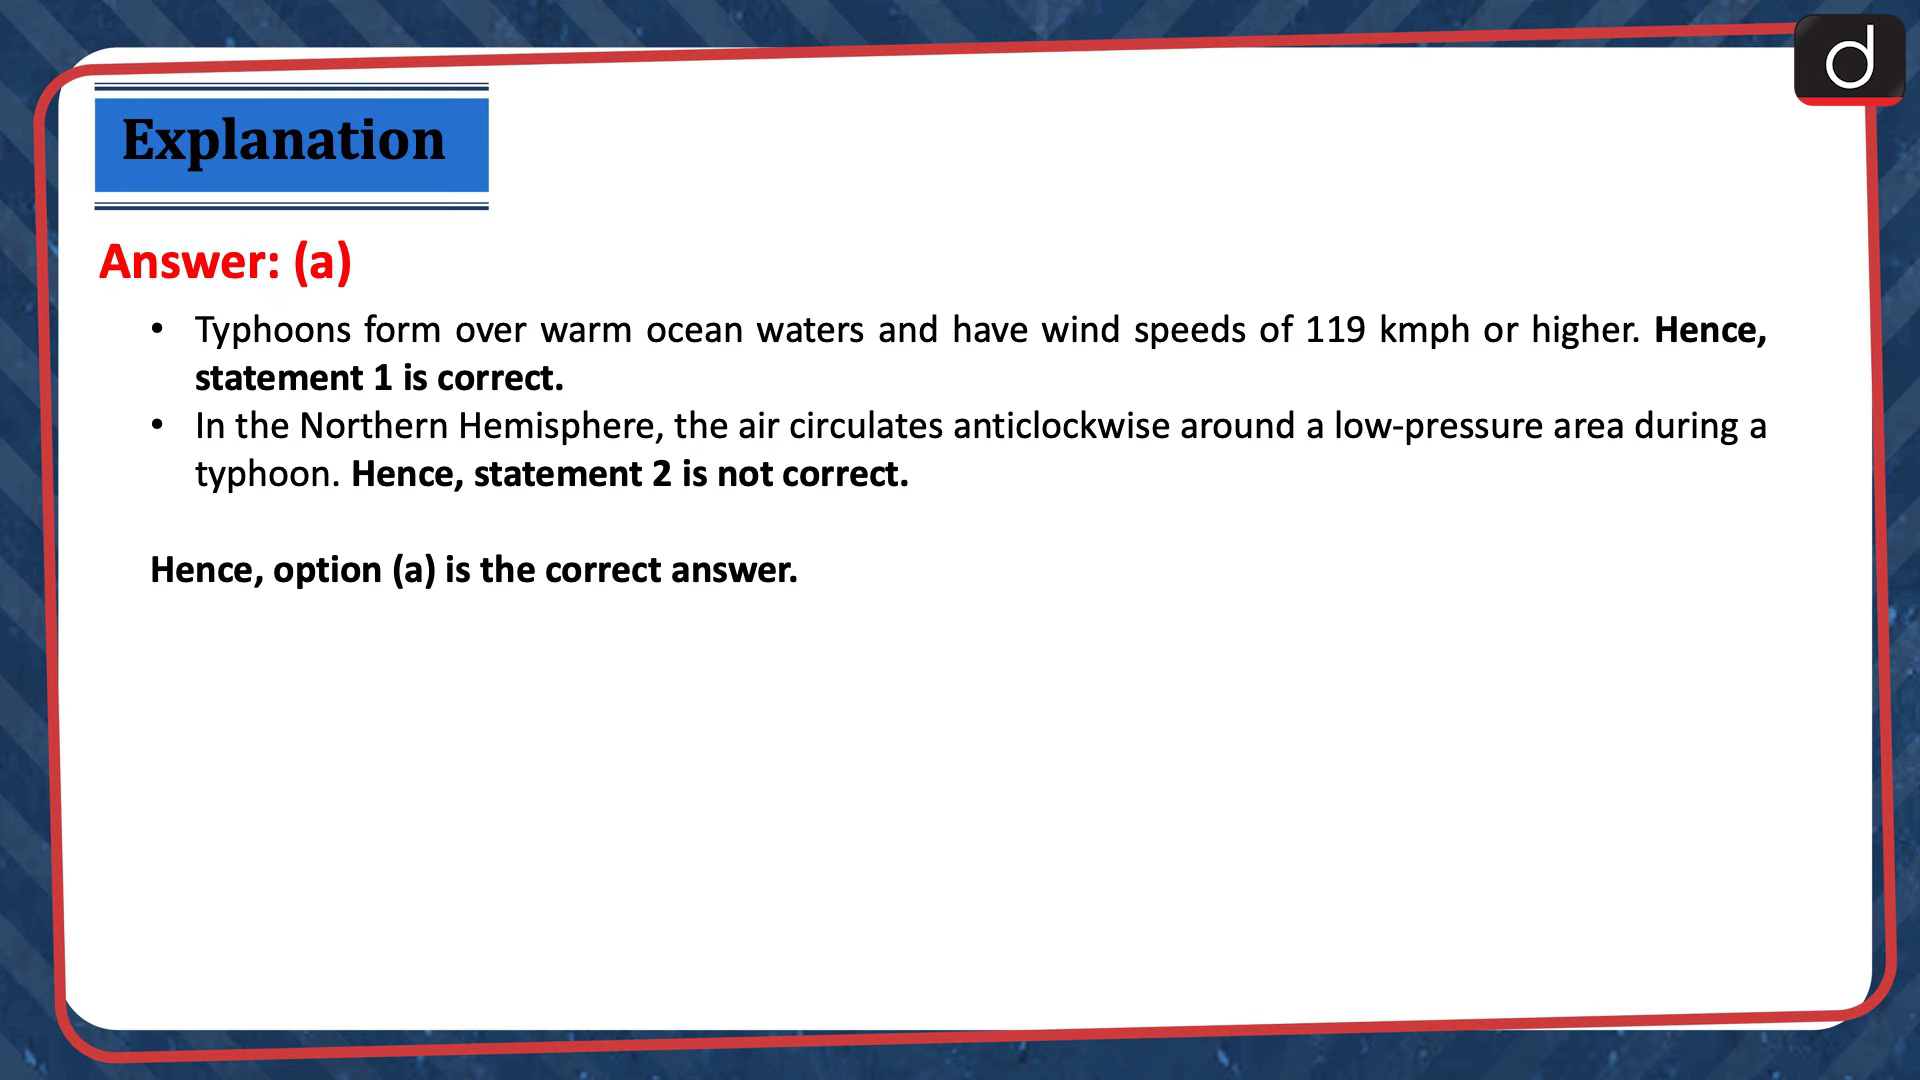 d
Explanation
Answer: (a)
• Typhoons form over warm ocean waters and have wind speeds of 119 kmph or higher. Hence,
statement 1 is correct.
• In the Northern Hemisphere, the air circulates anticlockwise around a low-pressure area during a
typhoon. Hence, statement 2 is not correct.
Hence, option (a) is the correct answer.